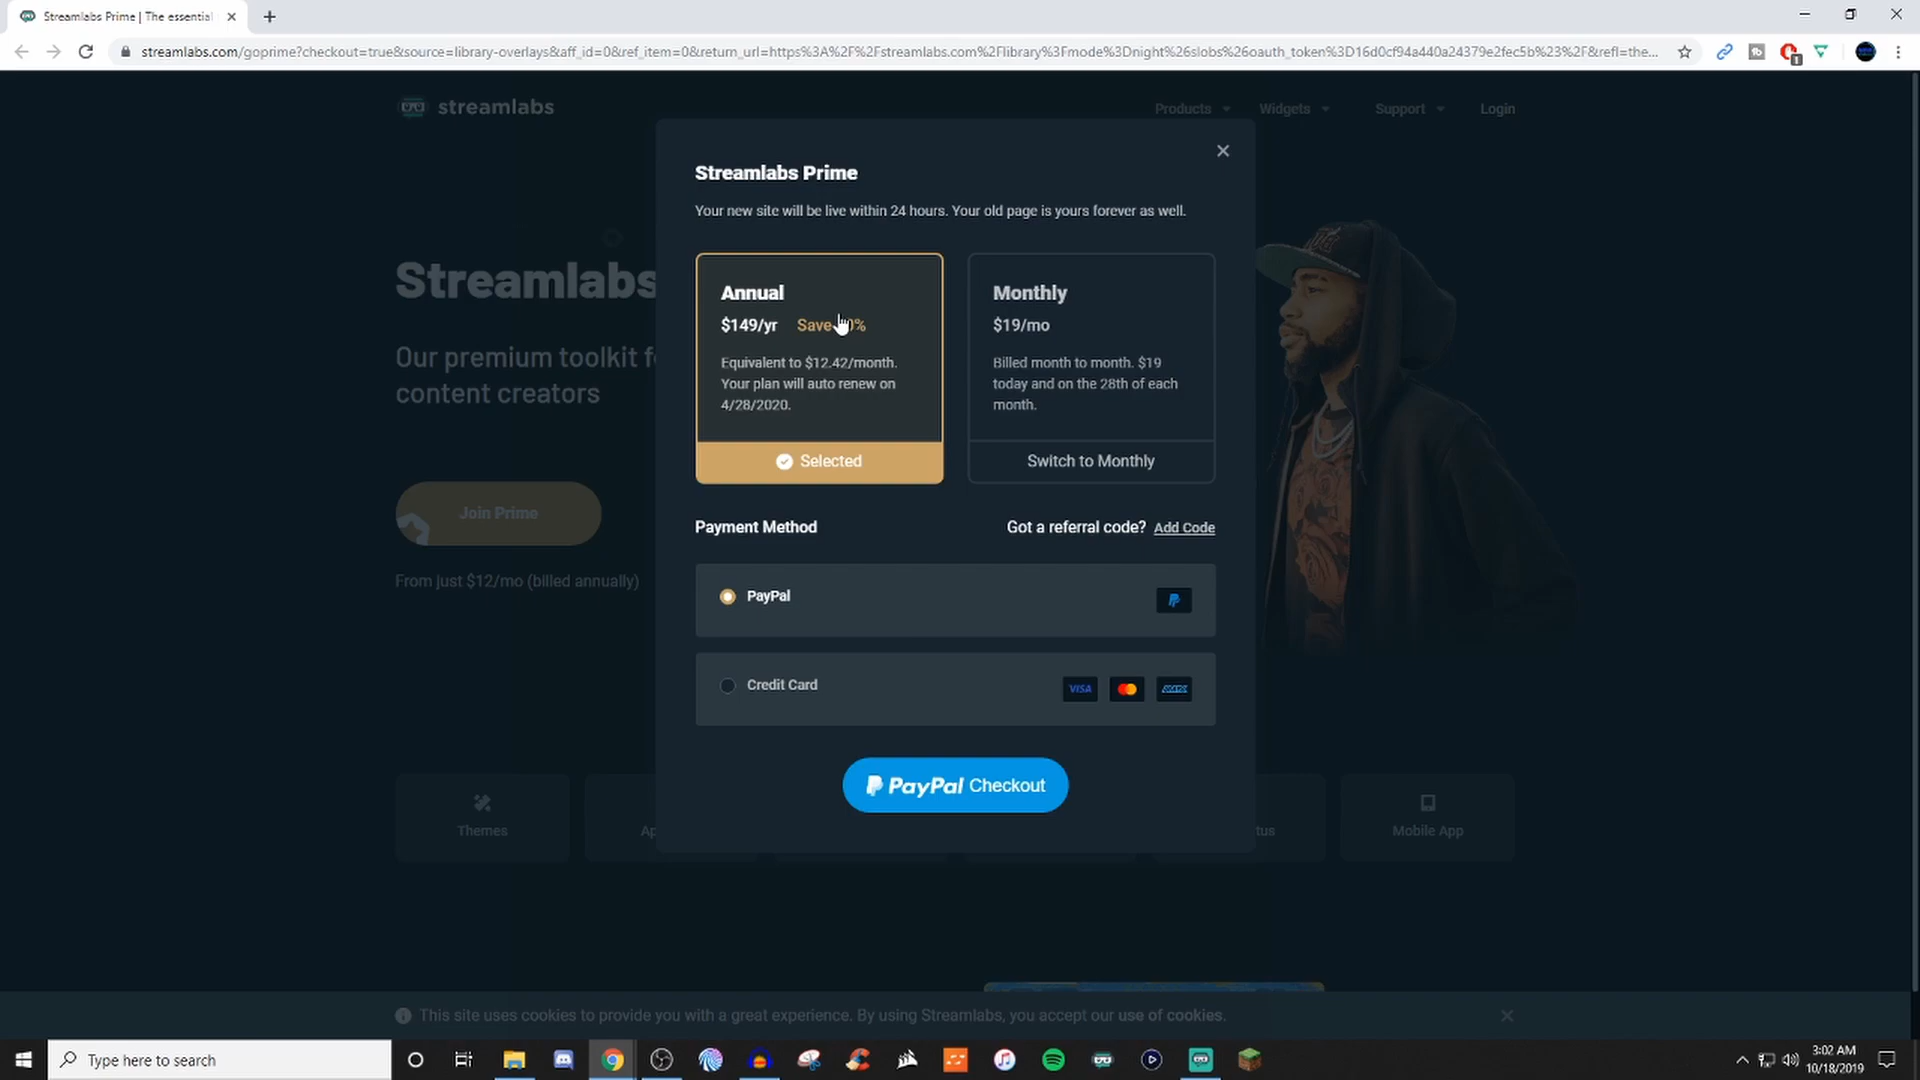 Streamlabs Prime | The essential
streamlabs.com/goprime?checkout=true&source=library-overlays&aff_id=0&ref_item=0&return_url=https%3A%2F%2Fstreamlabs.com%2Flibrary%3Fmode%3Dnight%26slobs%26oauth_token%3D16d0cf94a440a24379e2fec5b%23%2F&refl=the...
streamlabs
Products Widgets Support Login
Streamlabs Prime
Your new site will be live within 24 hours. Your old page is yours forever as well.
Streamlabs
Our premium toolkit
content creators
Join Prime
From just $12/mo (billed annually)
Annual
$149/yr Save
Equivalent to $12.42/month.
Your plan will auto renew on
4/28/2020.
Selected
Monthly
$19/mo
Billed month to month. $19
today and on the 28th of each
month.
Switch to Monthly
Payment Method
Got a referral code? Add Code
PayPal
Credit Card
VISA AMEX
PayPal Checkout
Themes
Mobile App
This site uses cookies to provide you with a great experience. By using Streamlabs, you accept our use of cookies.
Type here to search
3:02 AM
10/18/2019